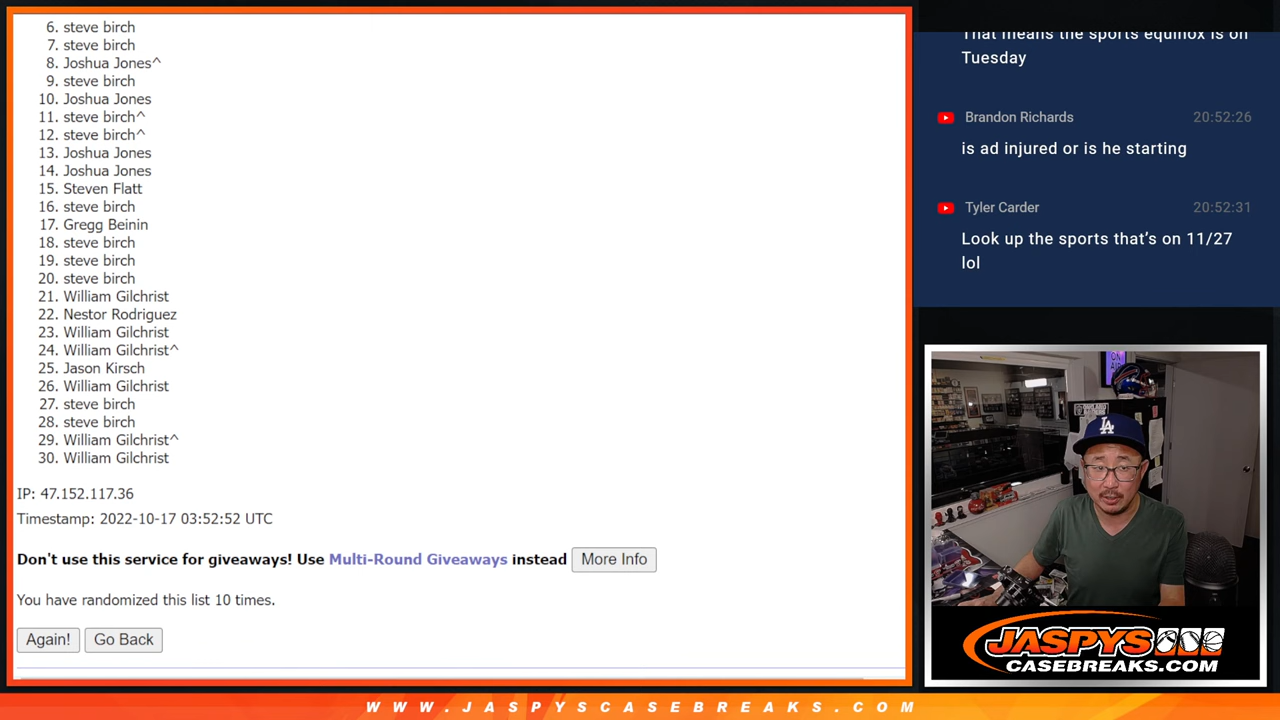 6. steve birch
7. steve birch
8. Joshua Jones^
9. steve birch
10. Joshua Jones
11. steve birch^
12. steve birch^
13. Joshua Jones
14. Joshua Jones
15. Steven Flatt
16. steve birch
17. Gregg Beinin
18. steve birch
19. steve birch
20. steve birch
21. William Gilchrist
22. Nestor Rodriguez
23. William Gilchrist
24. William Gilchrist^
25. Jason Kirsch
26. William Gilchrist
27. steve birch
28. steve birch
29. William Gilchrist^
30. William Gilchrist
IP: 47.152.117.36
Timestamp: 2022-10-17 03:52:52 UTC
Don't use this service for giveaways! Use Multi-Round Giveaways instead More Info
You have randomized this list 10 times.
Again! Go Back
That means the sports equinox is on
Tuesday
Brandon Richards 20:52:26
is ad injured or is he starting
Tyler Carder 20:52:31
Look up the sports that's on 11/27
lol
ON
AIR
LA
JASPYS
CASEBREAKS.COM
WWW.JASPYSCASEBREAKS.COM